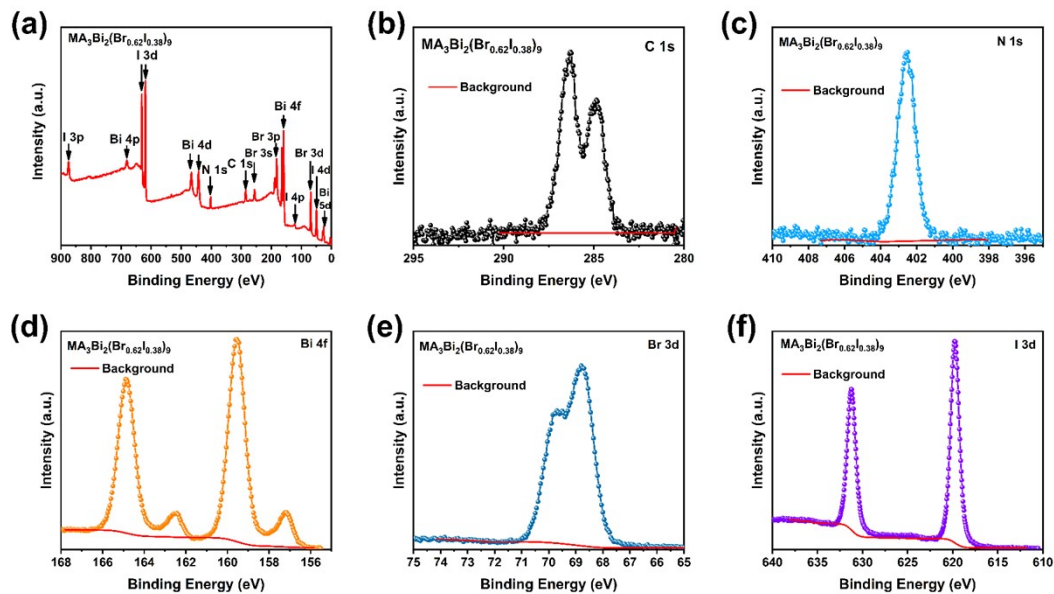 (a)
MA₃Bi₂(Br₀.₆₂I₀.₃₈)₉
I 3d
I 3p
Bi 4p
Bi 4d
N 1s
C 1s
Br 3s
Br 3p
Bi 4f
I 4p
Br 3d
I 4d
Bi
5d
Intensity (a.u.)
900 800 700 600 500 400 300 200 100 0
Binding Energy (eV)
(b)
MA₃Bi₂(Br₀.₆₂I₀.₃₈)₉
C 1s
Background
Intensity (a.u.)
295 290 285 280
Binding Energy (eV)
(c)
MA₃Bi₂(Br₀.₆₂I₀.₃₈)₉
N 1s
Background
Intensity (a.u.)
410 408 406 404 402 400 398 396
Binding Energy (eV)
(d)
MA₃Bi₂(Br₀.₆₂I₀.₃₈)₉
Bi 4f
Background
Intensity (a.u.)
168 166 164 162 160 158 156
Binding Energy (eV)
(e)
MA₃Bi₂(Br₀.₆₂I₀.₃₈)₉
Br 3d
Background
Intensity (a.u.)
75 74 73 72 71 70 69 68 67 66 65
Binding Energy (eV)
(f)
MA₃Bi₂(Br₀.₆₂I₀.₃₈)₉
I 3d
Background
Intensity (a.u.)
640 635 630 625 620 615 610
Binding Energy (eV)